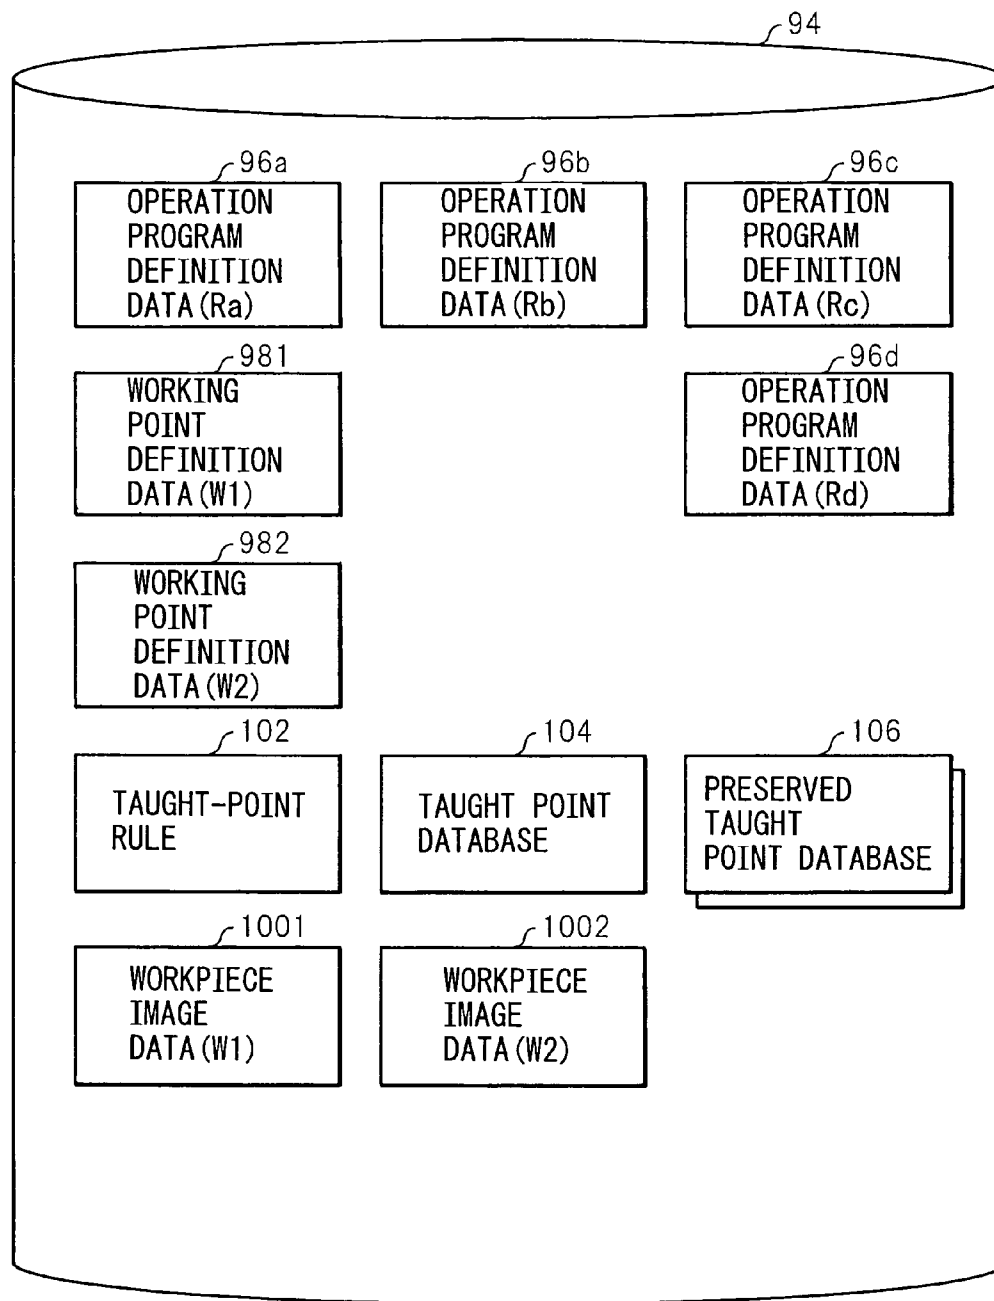 94
96a
OPERATION
PROGRAM
DEFINITION
DATA(Ra)
96b
OPERATION
PROGRAM
DEFINITION
DATA(Rb)
96c
OPERATION
PROGRAM
DEFINITION
DATA(Rc)
981
WORKING
POINT
DEFINITION
DATA(W1)
96d
OPERATION
PROGRAM
DEFINITION
DATA(Rd)
982
WORKING
POINT
DEFINITION
DATA(W2)
102
TAUGHT-POINT
RULE
104
TAUGHT POINT
DATABASE
106
PRESERVED
TAUGHT
POINT DATABASE
1001
WORKPIECE
IMAGE
DATA(W1)
1002
WORKPIECE
IMAGE
DATA(W2)